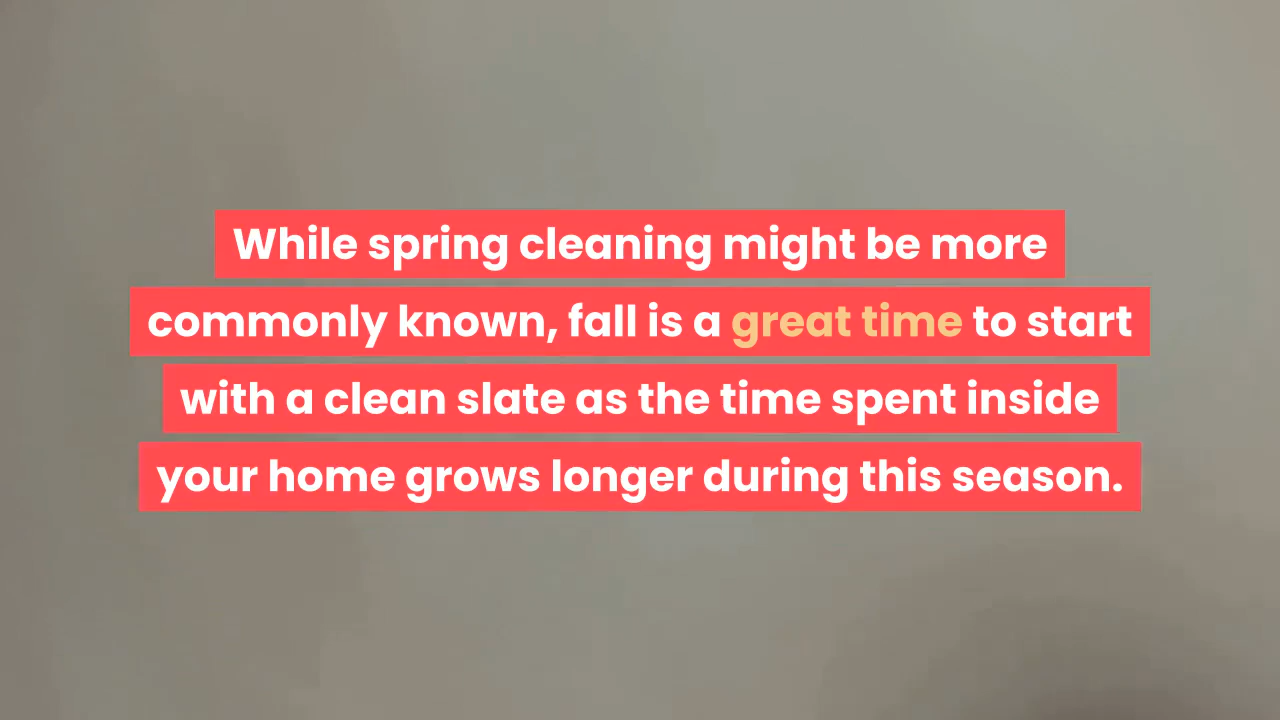 While spring cleaning might be more
commonly known, fall is a great time to start
with a clean slate as the time spent inside
your home grows longer during this season.